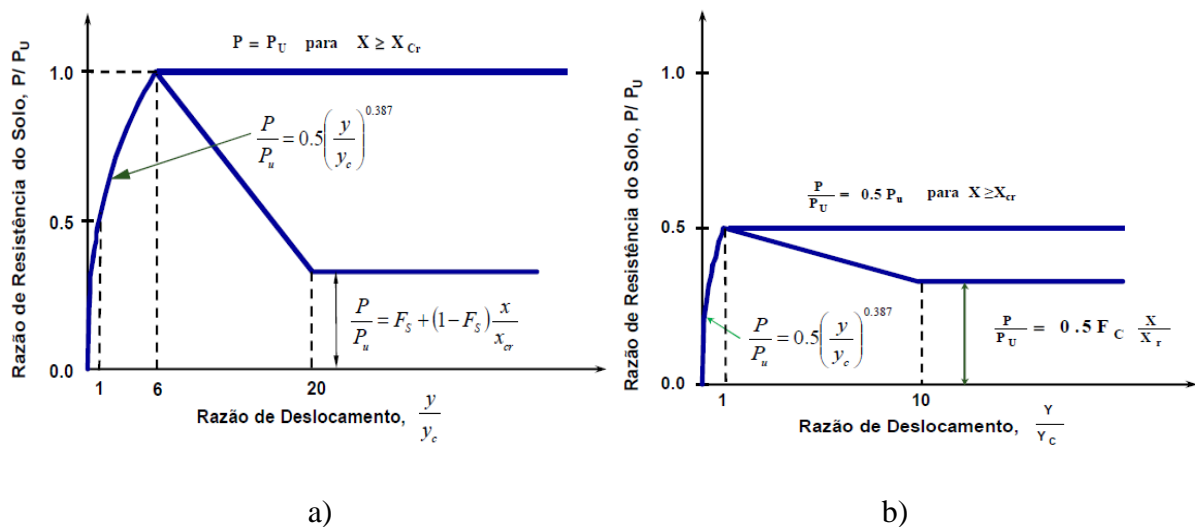 Razão de Resistência do Solo, P/ P_U
P = P_U para X ≥ X_Cr
1.0
P/P_u = 0.5(y/y_c)^0.387
0.5
P/P_u = F_S + (1 − F_S) x/x_cr
0.0
1 6 20
Razão de Deslocamento, y/y_c
a)
Razão de Resistência do Solo, P/ P_U
1.0
P/P_U = 0.5 P_u para X ≥X_cr
0.5
P/P_u = 0.5(y/y_c)^0.387
P/P_U = 0.5 F_C X/X_r
0.0
1 10
Razão de Deslocamento, Y/Y_C
b)